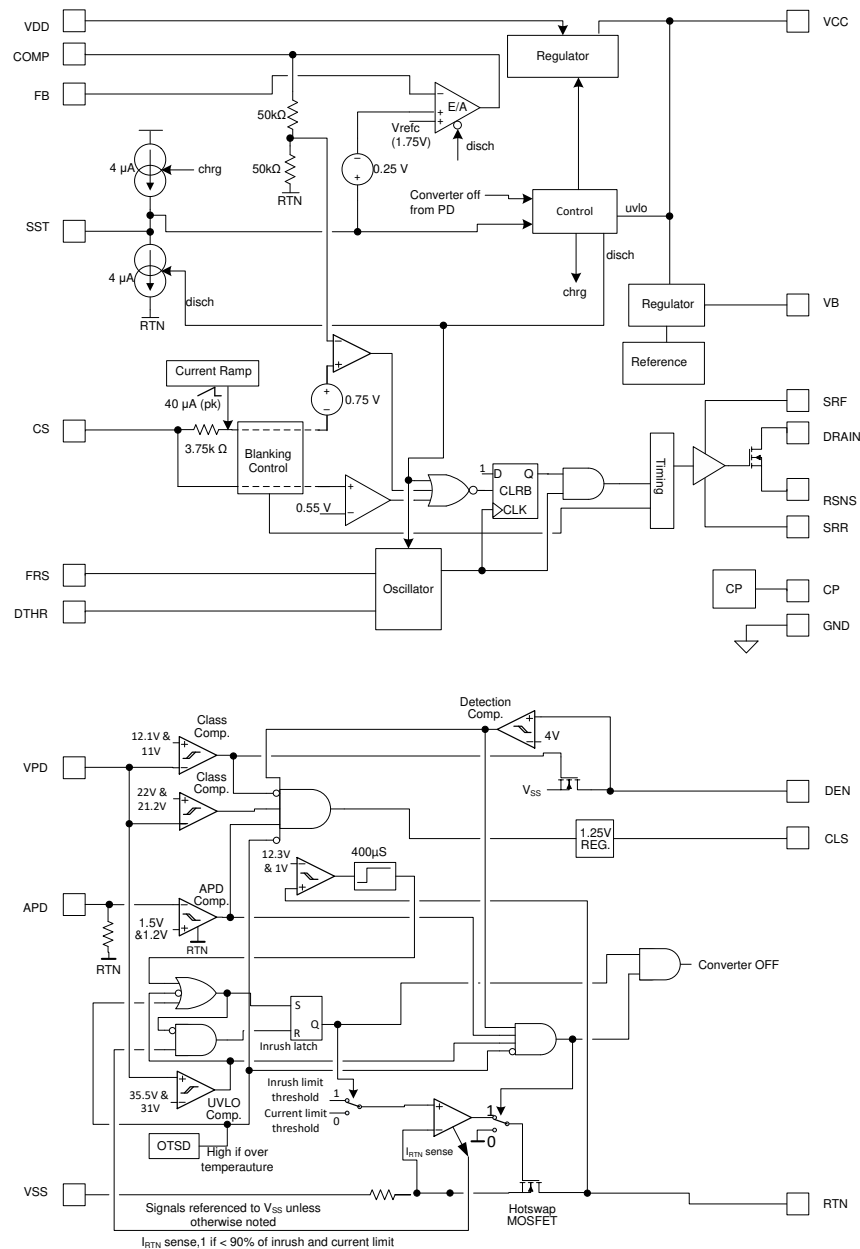 VDD
COMP
FB
Regulator
VCC
50kΩ
50kΩ
RTN
E/A
Vrefc
(1.75V)
disch
0.25 V
4 µA
chrg
SST
4 µA
disch
RTN
Converter off
from PD
Control
uvlo
disch
chrg
Regulator
VB
Reference
Current Ramp
40 µA (pk)
0.75 V
CS
3.75k Ω
Blanking
Control
0.55 V
1
D
Q
CLRB
CLK
Timing
SRF
DRAIN
RSNS
SRR
FRS
DTHR
Oscillator
CP
CP
GND
Detection
Comp.
4V
Class
Comp.
12.1V &
11V
VPD
Class
Comp.
22V &
21.2V
VSS
DEN
1.25V
REG.
CLS
12.3V
& 1V
400µS
APD
APD
Comp.
1.5V
&1.2V
RTN
RTN
Converter OFF
S
Q
R
Inrush latch
35.5V &
31V
UVLO
Comp.
Inrush limit
threshold
1
Current limit
threshold
0
1
0
OTSD
High if over
temperauture
IRTN sense
VSS
Signals referenced to VSS unless
otherwise noted
Hotswap
MOSFET
RTN
IRTN sense,1 if < 90% of inrush and current limit